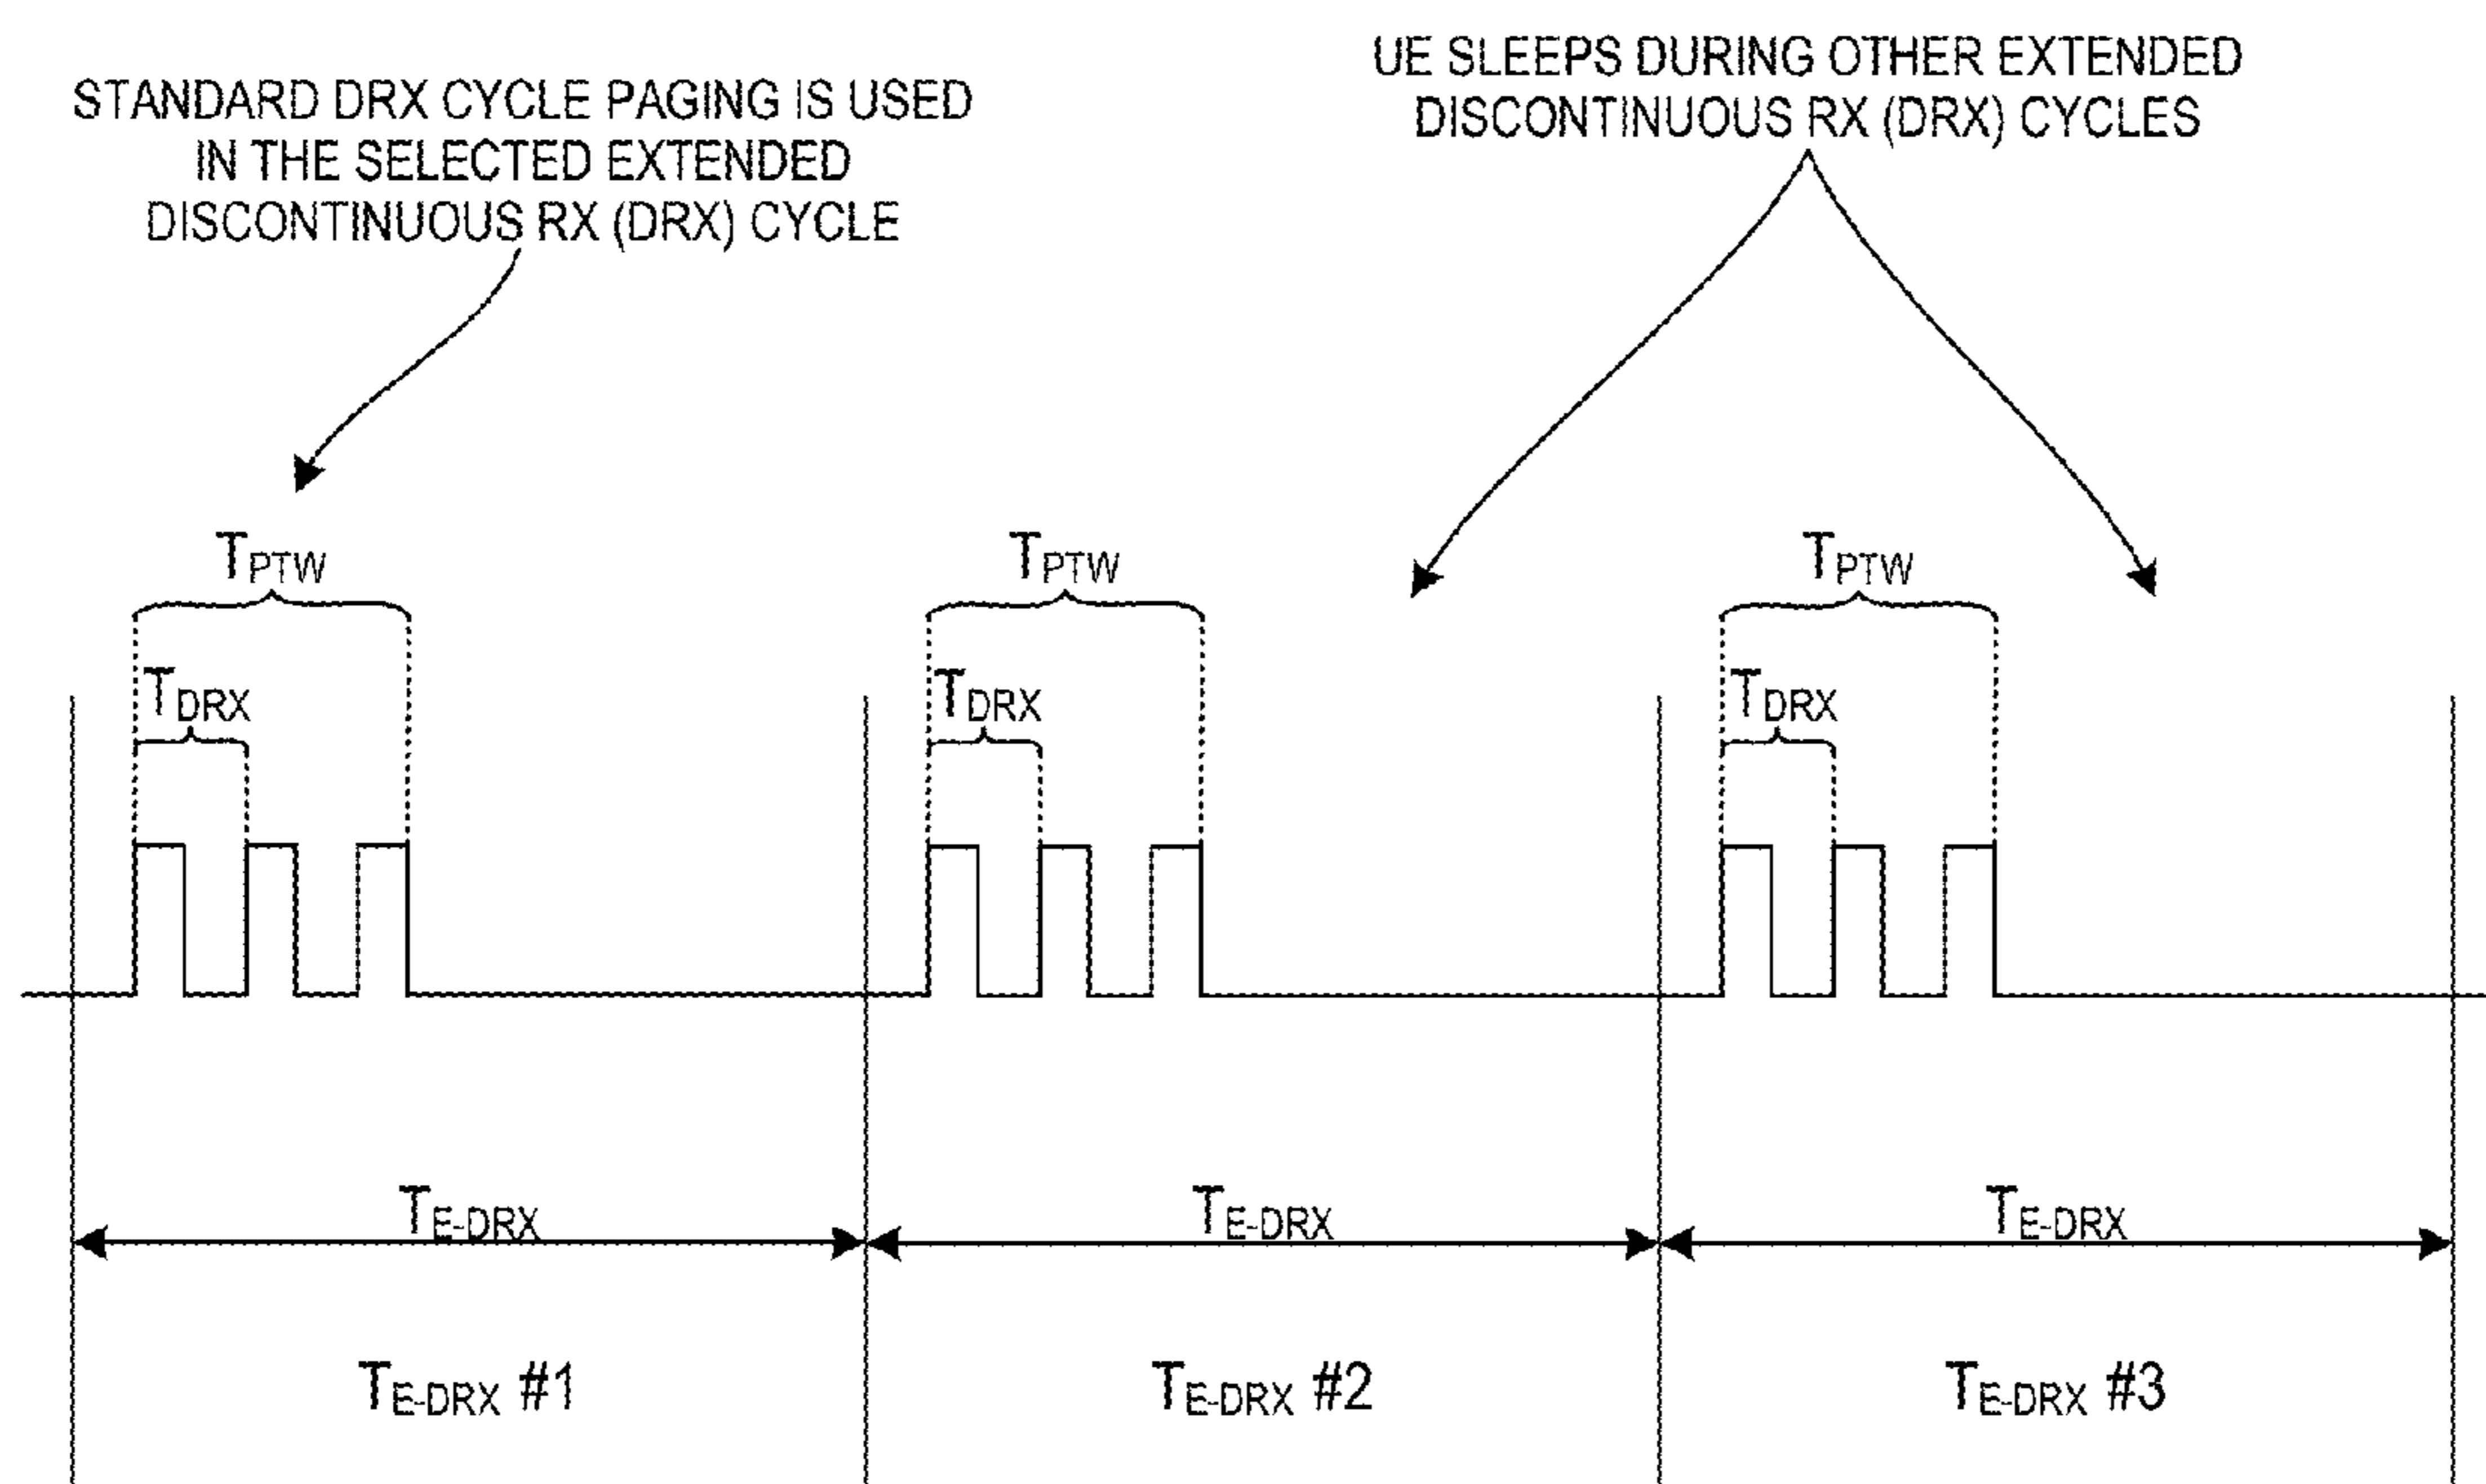 STANDARD DRX CYCLE PAGING IS USED
IN THE SELECTED EXTENDED
DISCONTINUOUS RX (DRX) CYCLE
UE SLEEPS DURING OTHER EXTENDED
DISCONTINUOUS RX (DRX) CYCLES
TPTW
TPTW
TPTW
TDRX
TDRX
TDRX
TE-DRX
TE-DRX
TE-DRX
TE-DRX #1
TE-DRX #2
TE-DRX #3